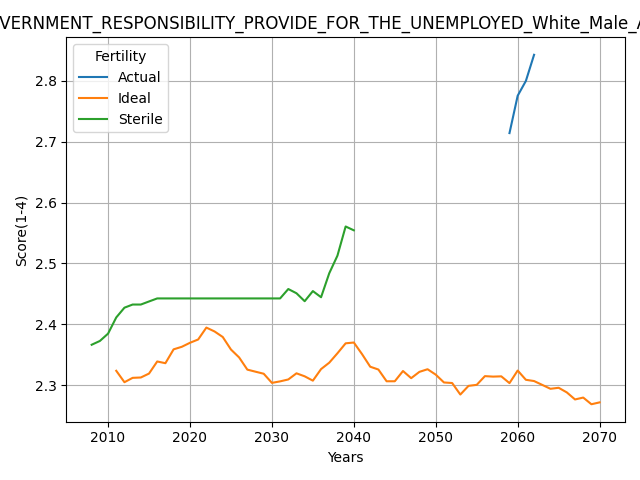 VERNMENT_RESPONSIBILITY_PROVIDE_FOR_THE_UNEMPLOYED_White_Male_A
Fertility
Actual
Ideal
Sterile
Score(1-4)
2.8
2.7
2.6
2.5
2.4
2.3
2010 2020 2030 2040 2050 2060 2070
Years